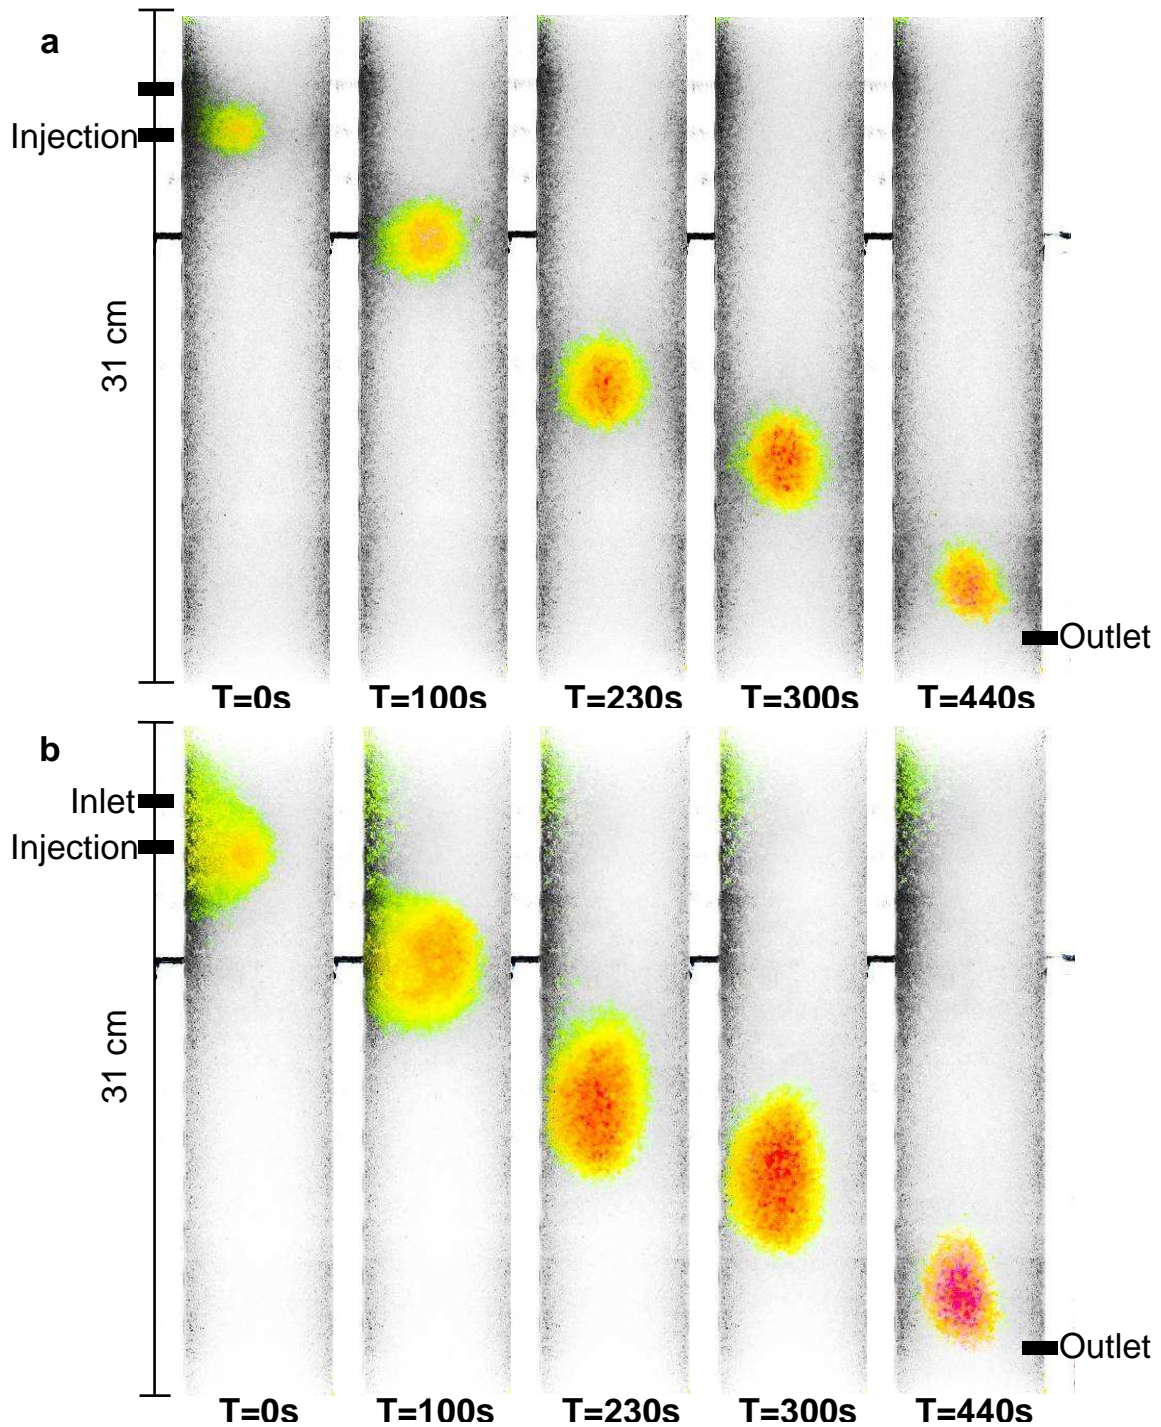 a
Injection
31 cm
Outlet
T=0s T=100s T=230s T=300s T=440s
b
Inlet
Injection
31 cm
Outlet
T=0s T=100s T=230s T=300s T=440s